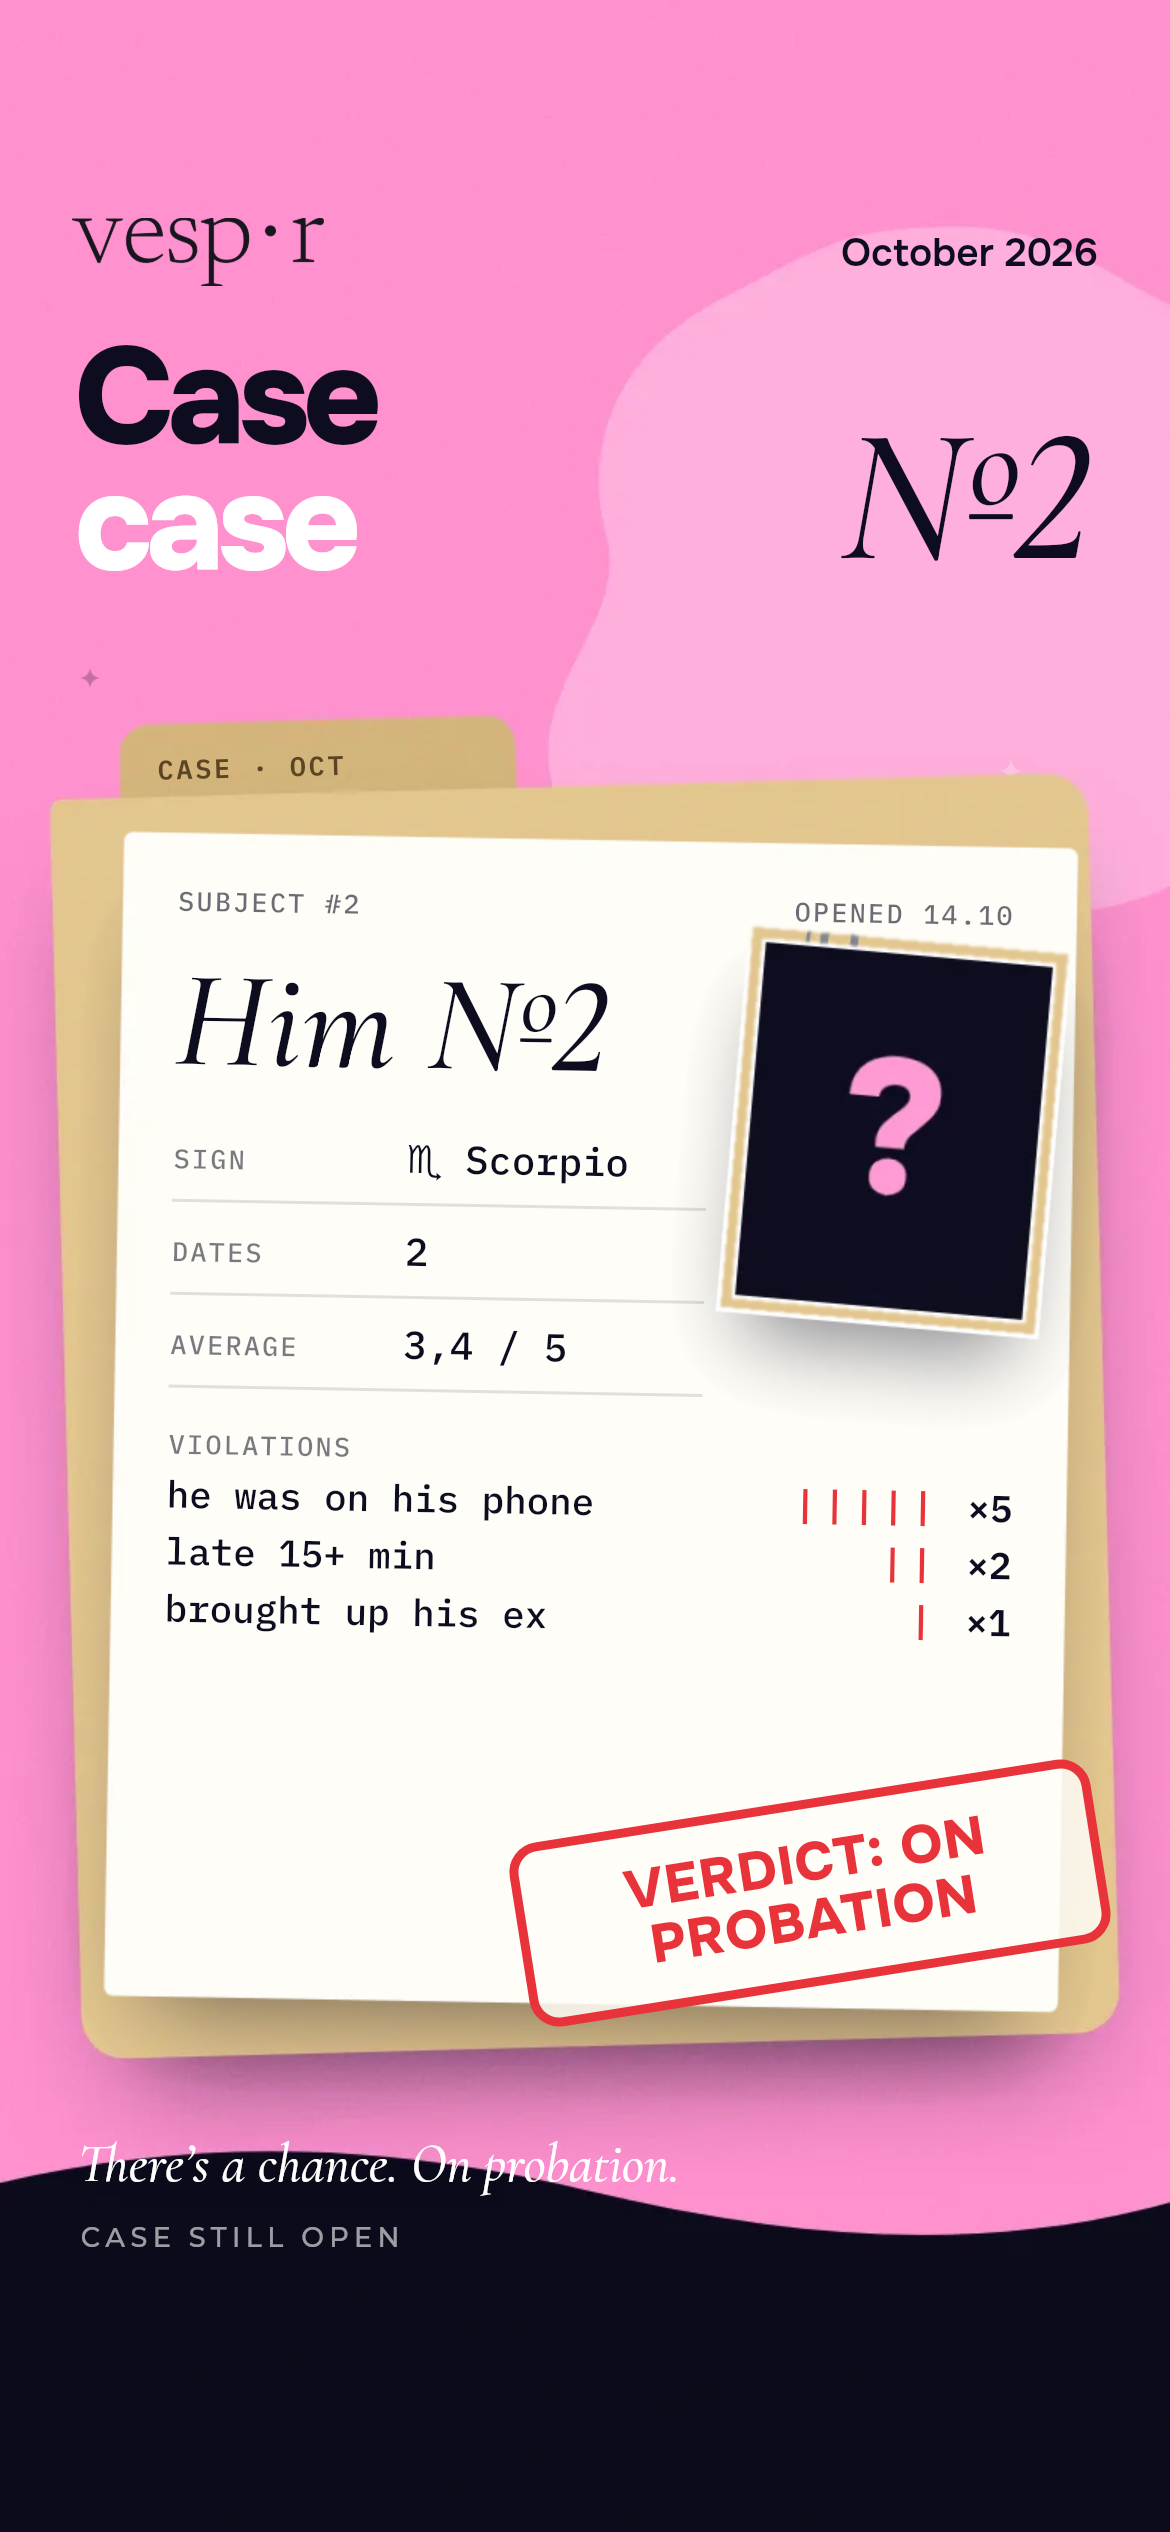 vesp·r
October 2026
Case
case
Nº2
CASE · OCT
SUBJECT #2
OPENED 14.10
Him Nº2
?
SIGN ♏ Scorpio
DATES 2
AVERAGE 3,4 / 5
VIOLATIONS
he was on his phone ||||| ×5
late 15+ min || ×2
brought up his ex | ×1
VERDICT: ON
PROBATION
There’s a chance. On probation.
CASE STILL OPEN